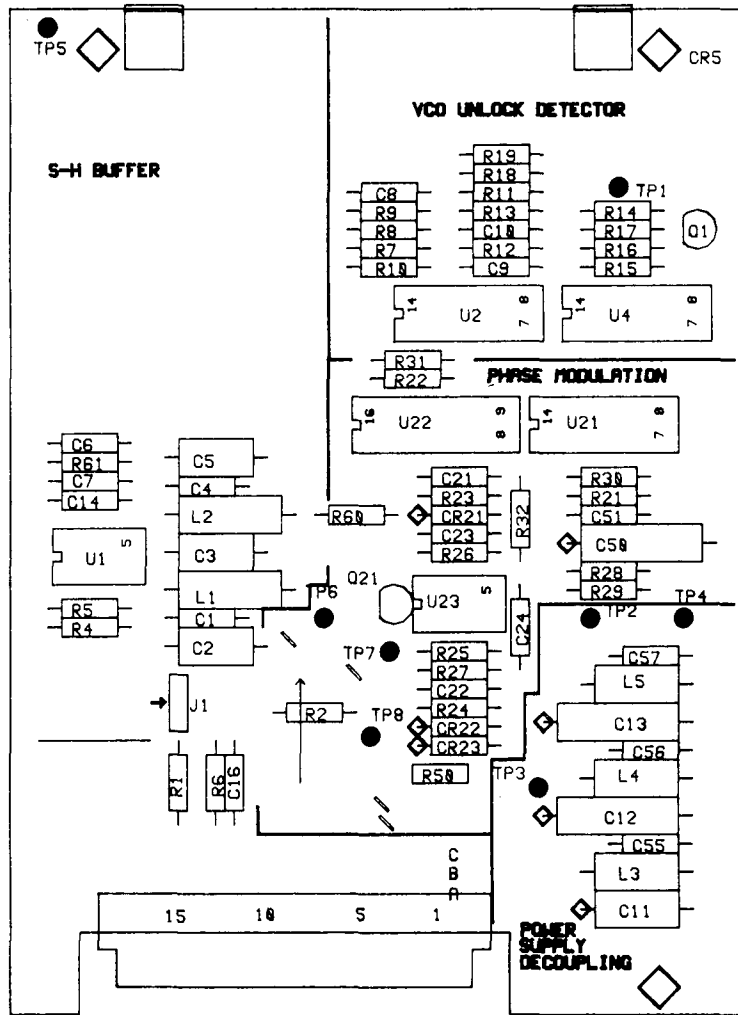 TP5
CR5
VCO UNLOCK DETECTOR
S-H BUFFER
R19
R18
C8 R11 TP1
R9 R13 R14
R8 C10 R17 Q1
R7 R12 R16
R10 C9 R15
14 U2 8 7
14 U4 8 7
R31
R22 PHASE MODULATION
16 U22 9 8
14 U21 8 7
C6
R61 C5
C7 C21 R30
C14 C4 R23 R21
L2 R60 CR21 R32 C51
U1 5 C3 C23 C50
R26
R28
L1 Q21 U23 5 R29
R5 C1 TP6 C24 TP2 TP4
R4 C2
TP7 R25 C57
R27 L5
C22
J1 R2 R24 C13
TP8 CR22
CR23 C56
R1 R6 C16 R50 TP3 L4
C12
C55
C
B
A
L3
15 10 5 1 C11
POWER
SUPPLY
DECOUPLING